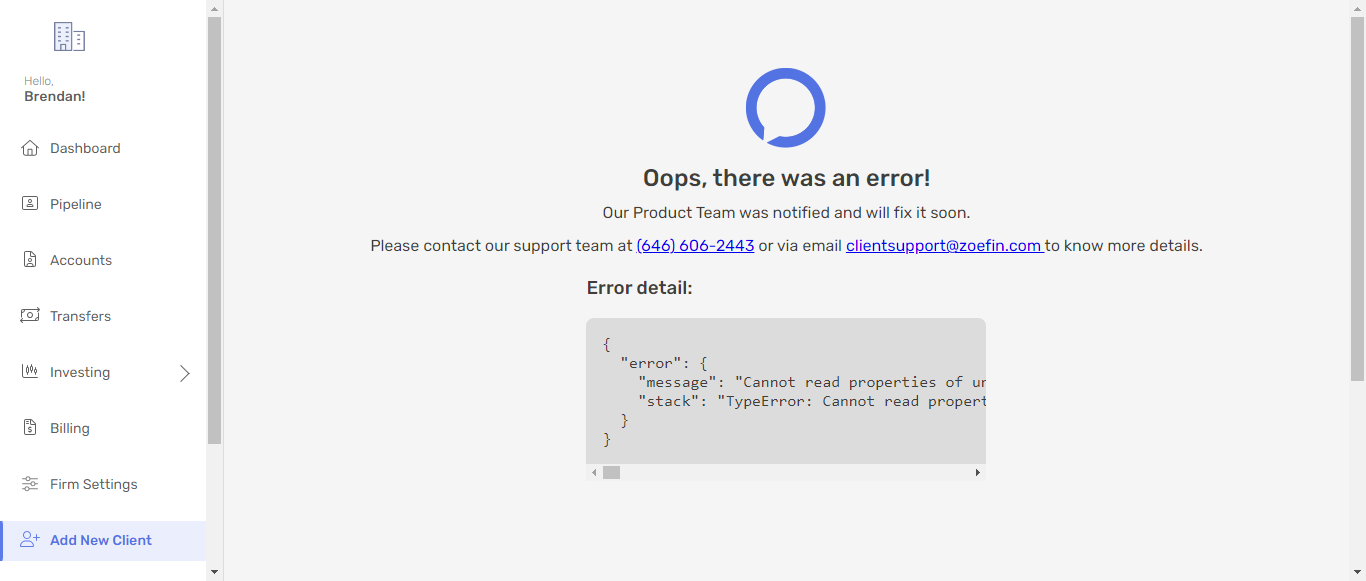 Hello,
Brendan!
Dashboard
Pipeline
Accounts
Transfers
Investing
Billing
Firm Settings
Add New Client
Oops, there was an error!
Our Product Team was notified and will fix it soon.
Please contact our support team at (646) 606-2443 or via email clientsupport@zoefin.com to know more details.
Error detail:
{
"error": {
"message": "Cannot read properties of un
"stack": "TypeError: Cannot read propert
}
}